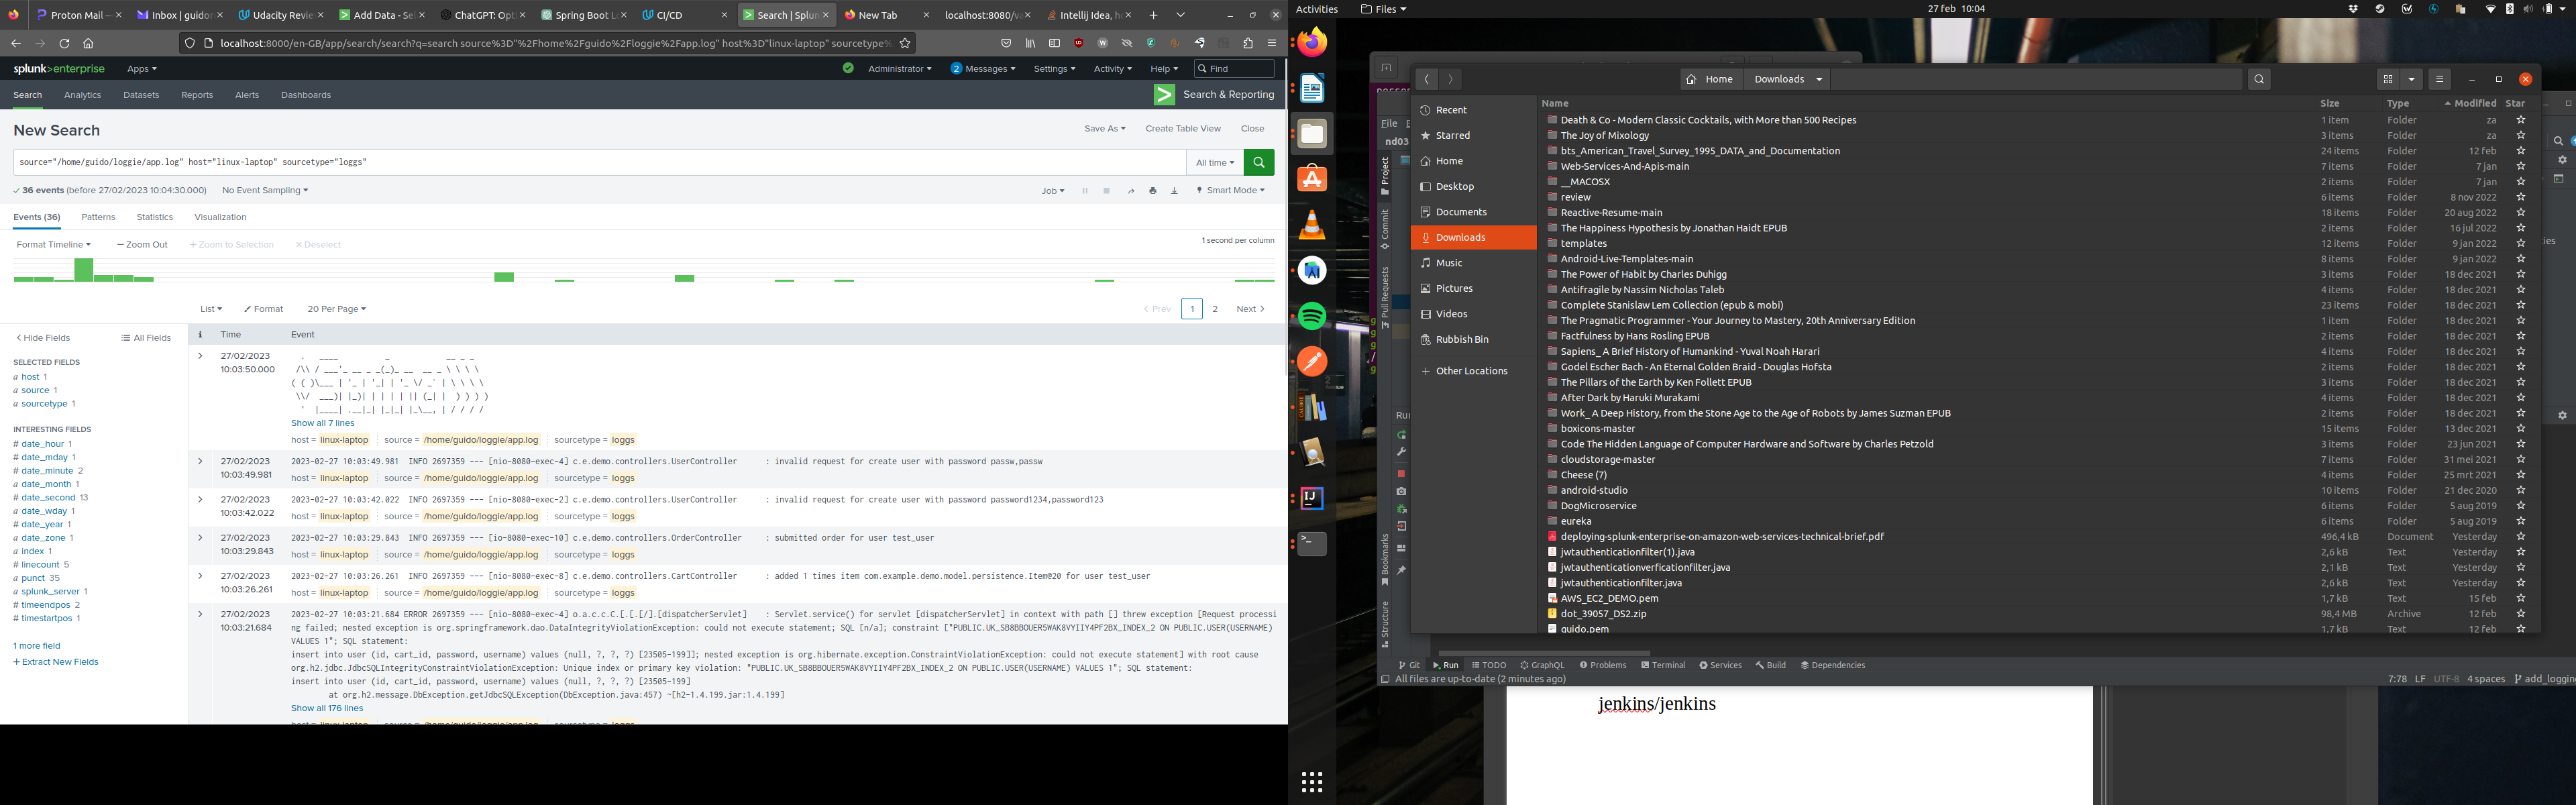 Proton Mail —
Inbox | guido
Udacity Revie
Add Data - Se
ChatGPT: Opt
Spring Boot L
CI/CD
Search | Splun
New Tab
localhost:8080/v
Intellij Idea, h
localhost:8000/en-GB/app/search/search?q=search source%3D"%2Fhome%2Fguido%2Floggie%2Fapp.log" host%3D"linux-laptop" sourcetype%
splunk>enterprise
Apps
Administrator
2 Messages
Settings
Activity
Help
Find
Search
Analytics
Datasets
Reports
Alerts
Dashboards
Search & Reporting
New Search
Save As
Create Table View
Close
source="/home/guido/loggie/app.log" host="linux-laptop" sourcetype="loggs"
All time
36 events (before 27/02/2023 10:04:30.000)
No Event Sampling
Job
Smart Mode
Events (36)
Patterns
Statistics
Visualization
Format Timeline
Zoom Out
+ Zoom to Selection
Deselect
1 second per column
List
Format
20 Per Page
Prev
1
2
Next
Hide Fields
All Fields
SELECTED FIELDS
a host 1
a source 1
a sourcetype 1
INTERESTING FIELDS
# date_hour 1
# date_mday 1
# date_minute 2
a date_month 1
# date_second 13
a date_wday 1
# date_year 1
a date_zone 1
a index 1
# linecount 5
a punct 35
a splunk_server 1
# timeendpos 2
# timestartpos 1
1 more field
+ Extract New Fields
i
Time
Event
27/02/2023
10:03:50.000
Show all 7 lines
host = linux-laptop source = /home/guido/loggie/app.log sourcetype = loggs
27/02/2023
10:03:49.981
2023-02-27 10:03:49.981 INFO 2697359 --- [nio-8080-exec-4] c.e.demo.controllers.UserController : invalid request for create user with password passw,passw
host = linux-laptop source = /home/guido/loggie/app.log sourcetype = loggs
27/02/2023
10:03:42.022
2023-02-27 10:03:42.022 INFO 2697359 --- [nio-8080-exec-2] c.e.demo.controllers.UserController : invalid request for create user with password password1234,password123
host = linux-laptop source = /home/guido/loggie/app.log sourcetype = loggs
27/02/2023
10:03:29.843
2023-02-27 10:03:29.843 INFO 2697359 --- [io-8080-exec-10] c.e.demo.controllers.OrderController : submitted order for user test_user
host = linux-laptop source = /home/guido/loggie/app.log sourcetype = loggs
27/02/2023
10:03:26.261
2023-02-27 10:03:26.261 INFO 2697359 --- [nio-8080-exec-8] c.e.demo.controllers.CartController : added 1 times item com.example.demo.model.persistence.Item@20 for user test_user
host = linux-laptop source = /home/guido/loggie/app.log sourcetype = loggs
27/02/2023
10:03:21.684
2023-02-27 10:03:21.684 ERROR 2697359 --- [nio-8080-exec-4] o.a.c.c.C.[.[.[/].[dispatcherServlet] : Servlet.service() for servlet [dispatcherServlet] in context with path [] threw exception [Request processi
ng failed; nested exception is org.springframework.dao.DataIntegrityViolationException: could not execute statement; SQL [n/a]; constraint ["PUBLIC.UK_SB8BBOUER5WAK8VYIIY4PF2BX_INDEX_2 ON PUBLIC.USER(USERNAME)
VALUES 1"; SQL statement:
insert into user (id, cart_id, password, username) values (null, ?, ?, ?) [23505-199]]; nested exception is org.hibernate.exception.ConstraintViolationException: could not execute statement] with root cause
org.h2.jdbc.JdbcSQLIntegrityConstraintViolationException: Unique index or primary key violation: "PUBLIC.UK_SB8BBOUER5WAK8VYIIY4PF2BX_INDEX_2 ON PUBLIC.USER(USERNAME) VALUES 1"; SQL statement:
insert into user (id, cart_id, password, username) values (null, ?, ?, ?) [23505-199]
at org.h2.message.DbException.getJdbcSQLException(DbException.java:457) ~[h2-1.4.199.jar:1.4.199]
Show all 176 lines
Activities
Files
27 feb 10:04
Home
Downloads
Recent
Starred
Home
Desktop
Documents
Downloads
Music
Pictures
Videos
Rubbish Bin
+ Other Locations
Name Size Type Modified Star
Death & Co - Modern Classic Cocktails, with More than 500 Recipes 1 item Folder za
The Joy of Mixology 3 items Folder za
bts_American_Travel_Survey_1995_DATA_and_Documentation 24 items Folder 12 feb
Web-Services-And-Apis-main 7 items Folder 7 jan
__MACOSX 2 items Folder 7 jan
review 6 items Folder 8 nov 2022
Reactive-Resume-main 18 items Folder 20 aug 2022
The Happiness Hypothesis by Jonathan Haidt EPUB 2 items Folder 16 jul 2022
templates 12 items Folder 9 jan 2022
Android-Live-Templates-main 8 items Folder 9 jan 2022
The Power of Habit by Charles Duhigg 3 items Folder 18 dec 2021
Antifragile by Nassim Nicholas Taleb 4 items Folder 18 dec 2021
Complete Stanislaw Lem Collection (epub & mobi) 23 items Folder 18 dec 2021
The Pragmatic Programmer - Your Journey to Mastery, 20th Anniversary Edition 1 item Folder 18 dec 2021
Factfulness by Hans Rosling EPUB 2 items Folder 18 dec 2021
Sapiens_ A Brief History of Humankind - Yuval Noah Harari 4 items Folder 18 dec 2021
Godel Escher Bach - An Eternal Golden Braid - Douglas Hofsta 2 items Folder 18 dec 2021
The Pillars of the Earth by Ken Follett EPUB 3 items Folder 18 dec 2021
After Dark by Haruki Murakami 4 items Folder 18 dec 2021
Work_ A Deep History, from the Stone Age to the Age of Robots by James Suzman EPUB 2 items Folder 18 dec 2021
boxicons-master 15 items Folder 13 dec 2021
Code The Hidden Language of Computer Hardware and Software by Charles Petzold 3 items Folder 23 jun 2021
cloudstorage-master 7 items Folder 31 mei 2021
Cheese (7) 4 items Folder 25 mrt 2021
android-studio 10 items Folder 21 dec 2020
DogMicroservice 6 items Folder 5 aug 2019
eureka 6 items Folder 5 aug 2019
deploying-splunk-enterprise-on-amazon-web-services-technical-brief.pdf 496,4 kB Document Yesterday
jwtauthenticationfilter(1).java 2,6 kB Text Yesterday
jwtauthenticationverficationfilter.java 2,1 kB Text Yesterday
jwtauthenticationfilter.java 2,6 kB Text Yesterday
AWS_EC2_DEMO.pem 1,7 kB Text 15 feb
dot_39057_DS2.zip 98,4 MB Archive 12 feb
guido.pem 1,7 kB Text 12 feb
File
nd03
Project
Commit
Pull Requests
Bookmarks
Structure
Git
Run
TODO
GraphQL
Problems
Terminal
Services
Build
Dependencies
All files are up-to-date (2 minutes ago)
7:78 LF UTF-8 4 spaces add_loggin
jenkins/jenkins